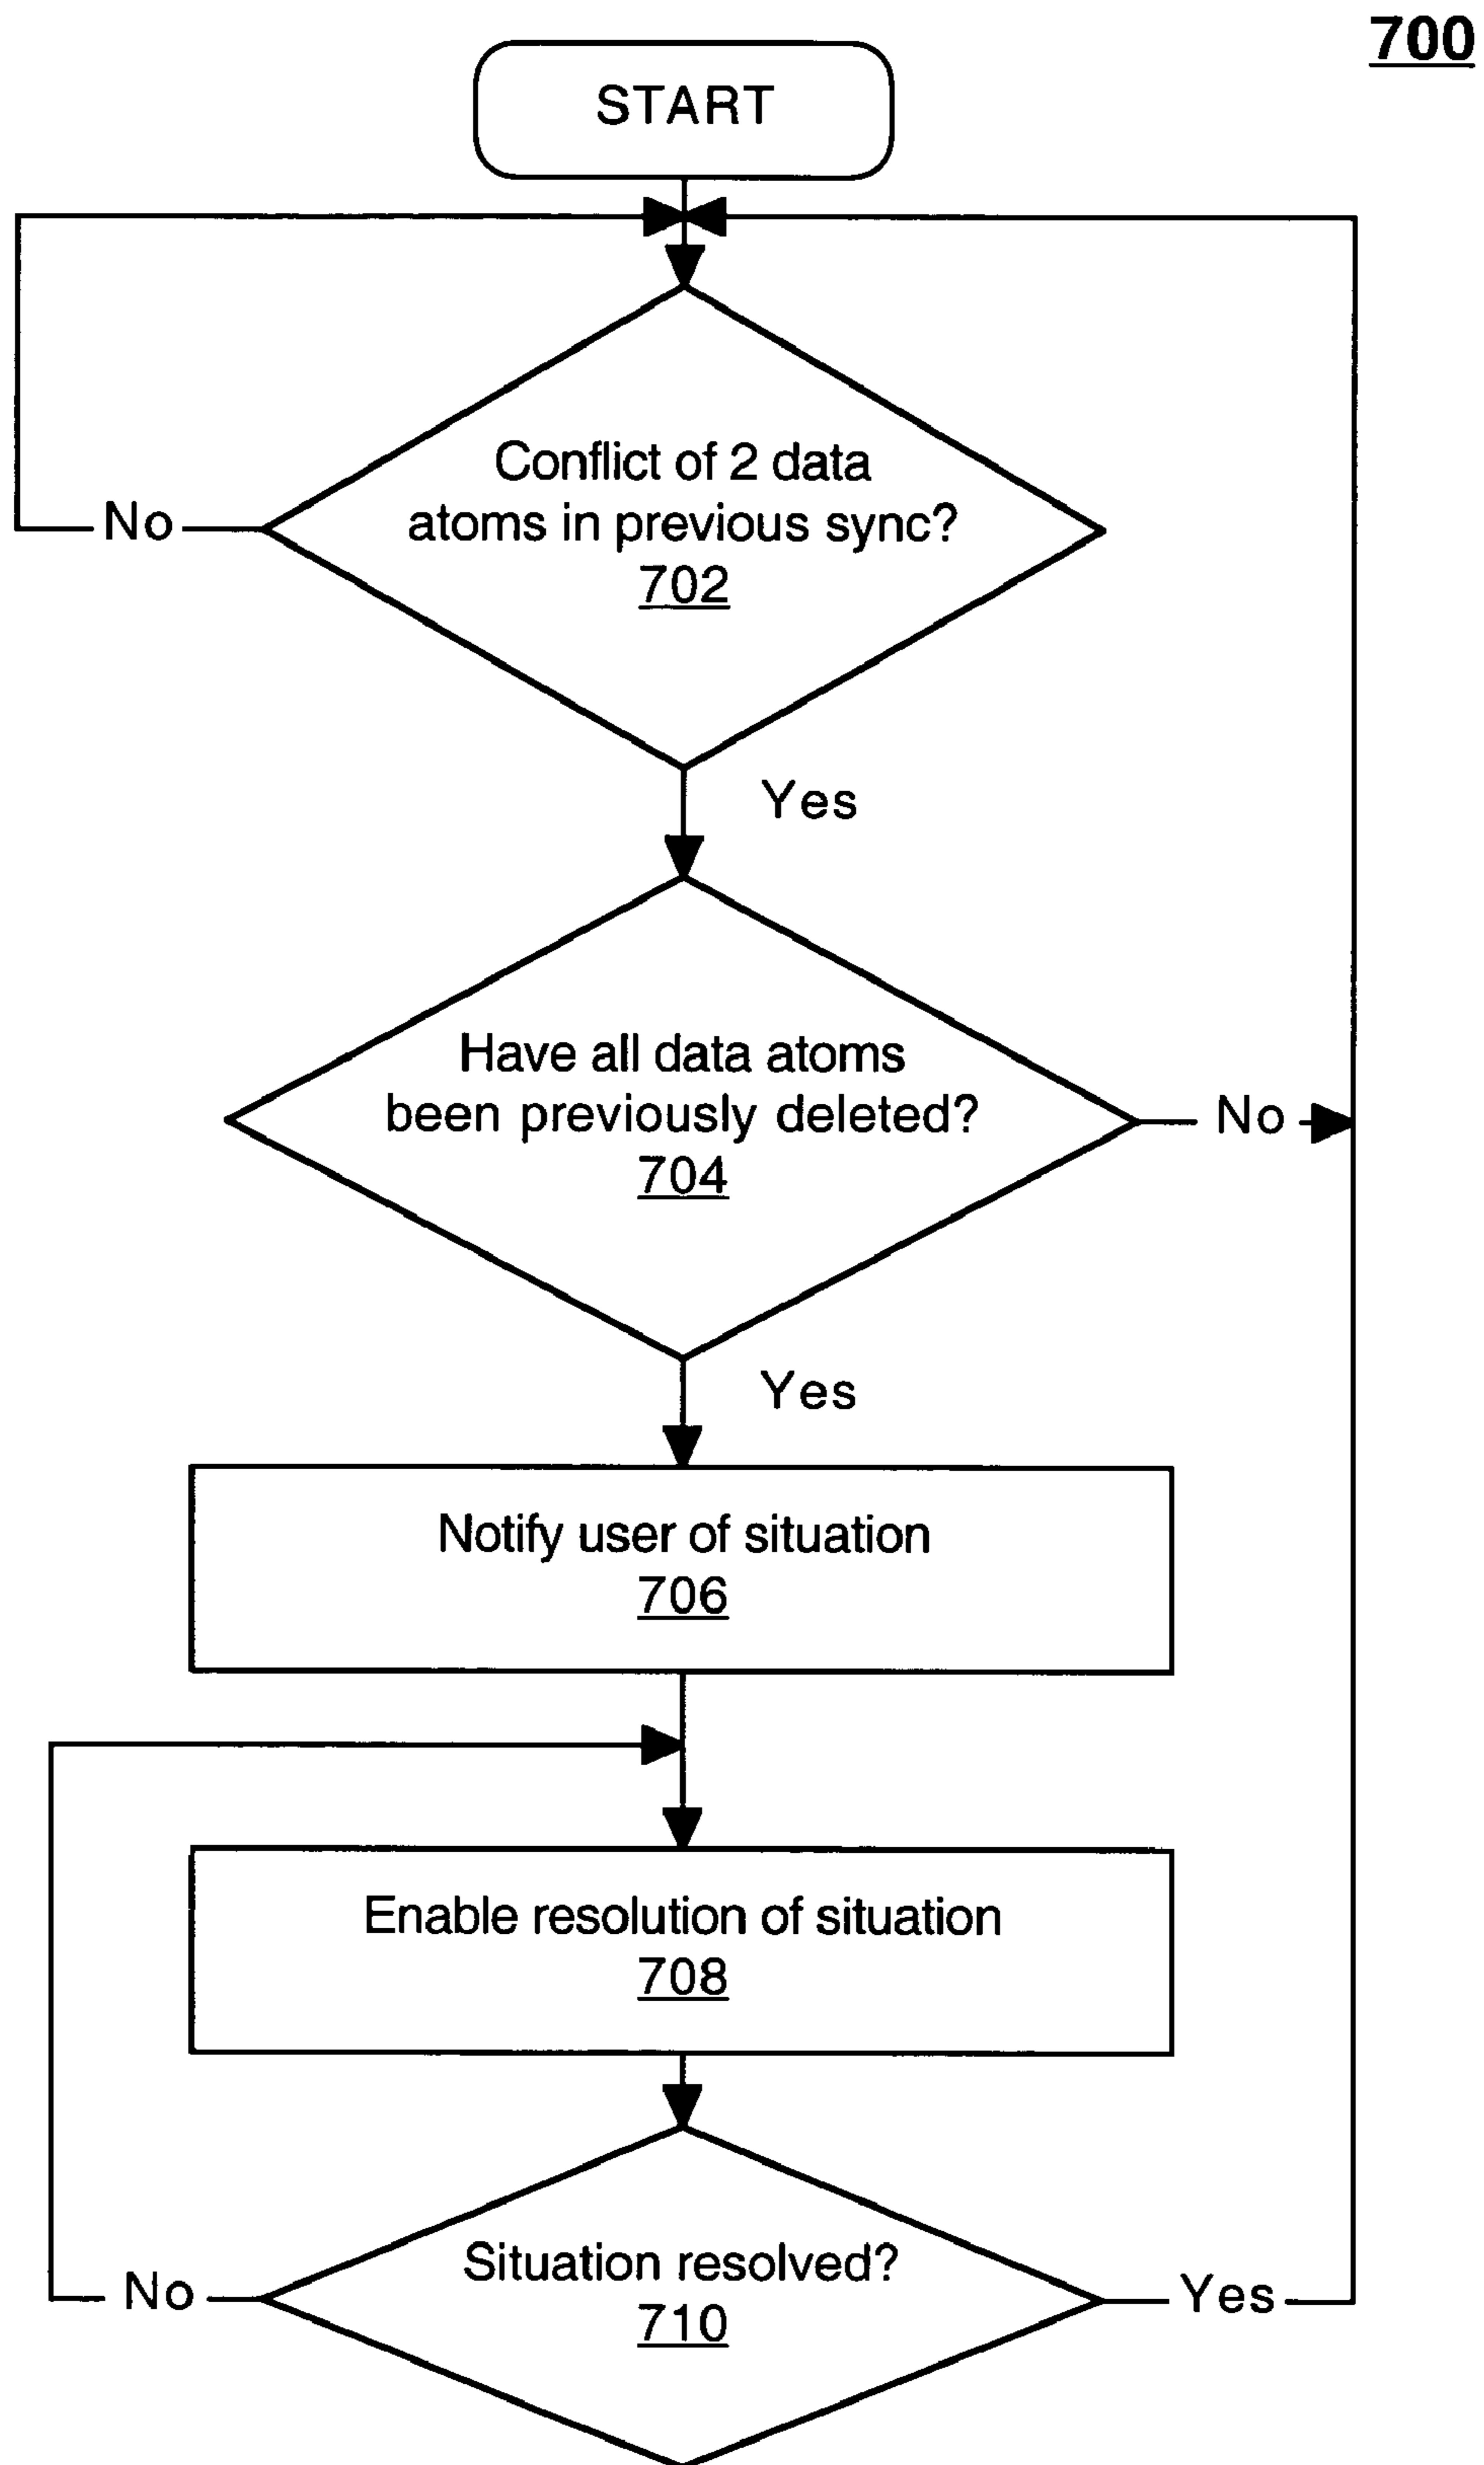 700
START
Conflict of 2 data
atoms in previous sync?
702
No
Yes
Have all data atoms
been previously deleted?
704
No
Yes
Notify user of situation
706
Enable resolution of situation
708
Situation resolved?
710
No
Yes